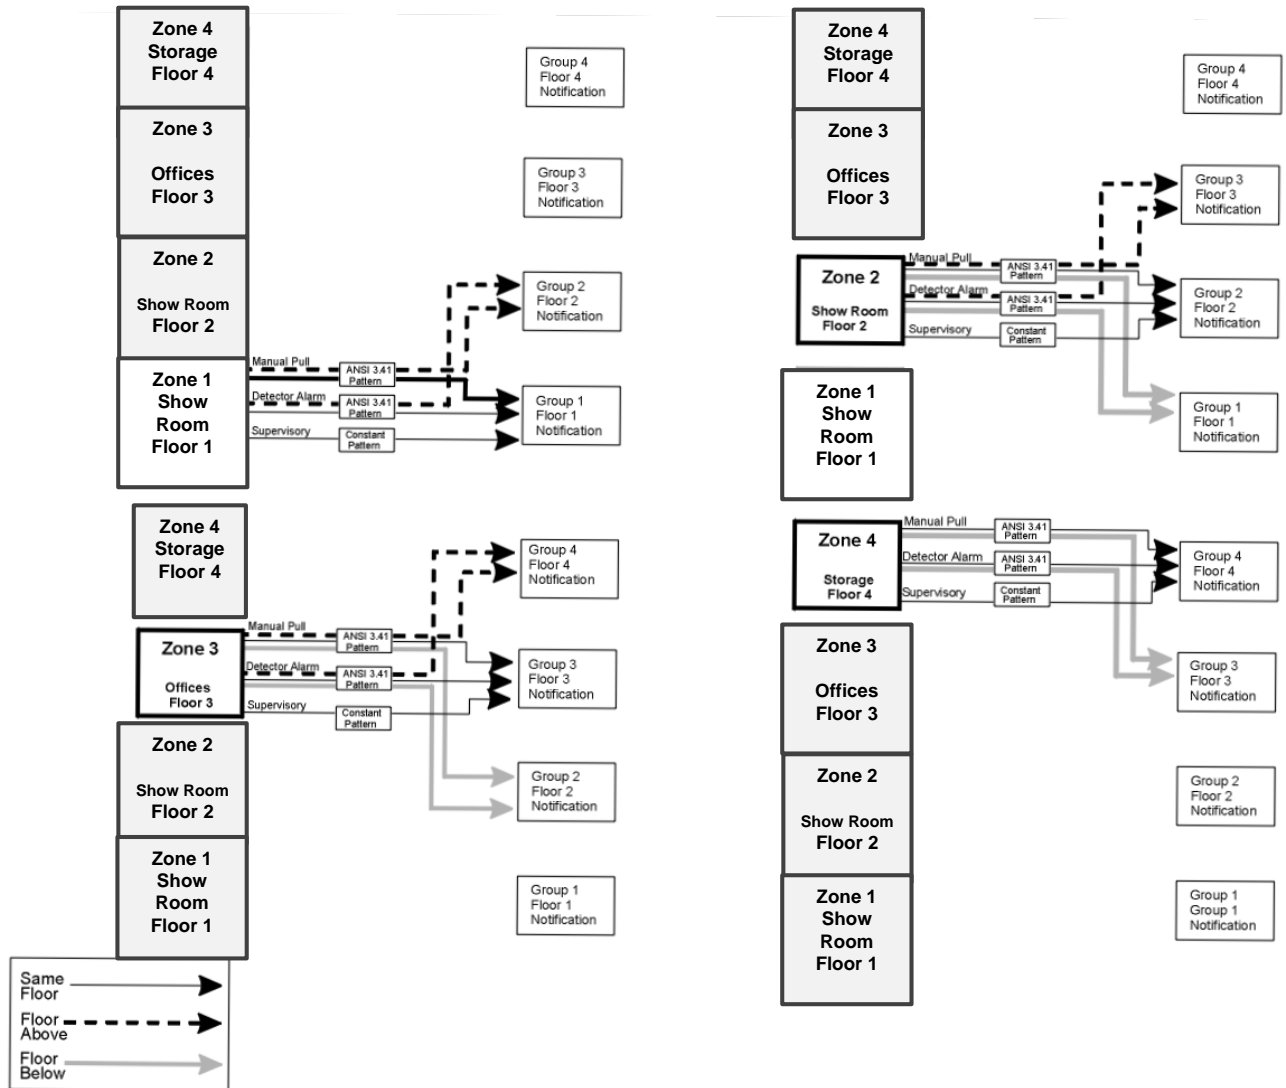 Zone 4
Storage
Floor 4
Group 4
Floor 4
Notification
Zone 3
Offices
Floor 3
Group 3
Floor 3
Notification
Zone 2
Show Room
Floor 2
Group 2
Floor 2
Notification
Zone 1
Show
Room
Floor 1
Manual Pull
ANSI 3.41
Pattern
Detector Alarm
ANSI 3.41
Pattern
Supervisory
Constant
Pattern
Group 1
Floor 1
Notification
Zone 4
Storage
Floor 4
Group 4
Floor 4
Notification
Zone 3
Offices
Floor 3
Group 3
Floor 3
Notification
Zone 2
Show Room
Floor 2
Manual Pull
ANSI 3.41
Pattern
Detector Alarm
ANSI 3.41
Pattern
Supervisory
Constant
Pattern
Group 2
Floor 2
Notification
Zone 1
Show
Room
Floor 1
Group 1
Floor 1
Notification
Zone 4
Storage
Floor 4
Group 4
Floor 4
Notification
Zone 3
Offices
Floor 3
Manual Pull
ANSI 3.41
Pattern
Detector Alarm
ANSI 3.41
Pattern
Supervisory
Constant
Pattern
Group 3
Floor 3
Notification
Zone 2
Show Room
Floor 2
Group 2
Floor 2
Notification
Zone 1
Show
Room
Floor 1
Group 1
Floor 1
Notification
Zone 4
Storage
Floor 4
Manual Pull
ANSI 3.41
Pattern
Detector Alarm
ANSI 3.41
Pattern
Supervisory
Constant
Pattern
Group 4
Floor 4
Notification
Zone 3
Offices
Floor 3
Group 3
Floor 3
Notification
Zone 2
Show Room
Floor 2
Group 2
Floor 2
Notification
Zone 1
Show
Room
Floor 1
Group 1
Group 1
Notification
Same
Floor
Floor
Above
Floor
Below